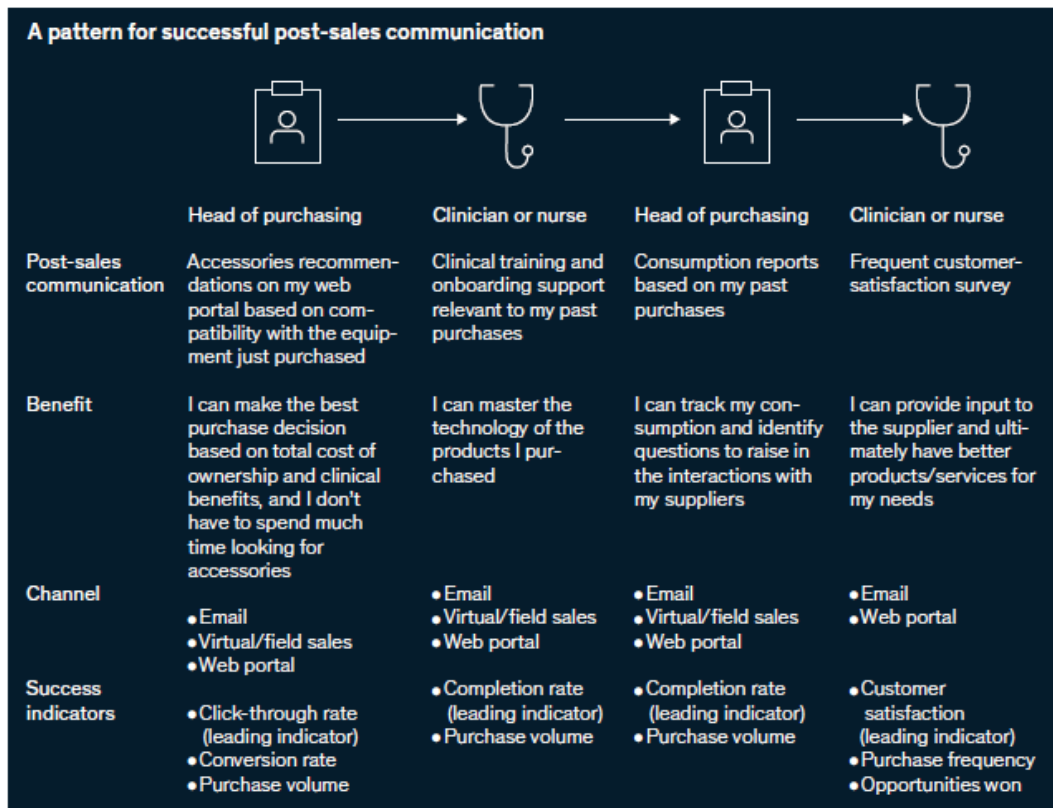 A pattern for successful post-sales communication
Head of purchasing
Clinician or nurse
Head of purchasing
Clinician or nurse
Post-sales
communication
Accessories recommen-
dations on my web
portal based on com-
patibility with the equip-
ment just purchased
Clinical training and
onboarding support
relevant to my past
purchases
Consumption reports
based on my past
purchases
Frequent customer-
satisfaction survey
Benefit
I can make the best
purchase decision
based on total cost of
ownership and clinical
benefits, and I don't
have to spend much
time looking for
accessories
I can master the
technology of the
products I pur-
chased
I can track my con-
sumption and identify
questions to raise in
the interactions with
my suppliers
I can provide input to
the supplier and ulti-
mately have better
products/services for
my needs
Channel
•Email
•Virtual/field sales
•Web portal
•Email
•Virtual/field sales
•Web portal
•Email
•Virtual/field sales
•Web portal
•Email
•Web portal
Success
indicators
•Click-through rate
(leading indicator)
•Conversion rate
•Purchase volume
•Completion rate
(leading indicator)
•Purchase volume
•Completion rate
(leading indicator)
•Purchase volume
•Customer
satisfaction
(leading indicator)
•Purchase frequency
•Opportunities won